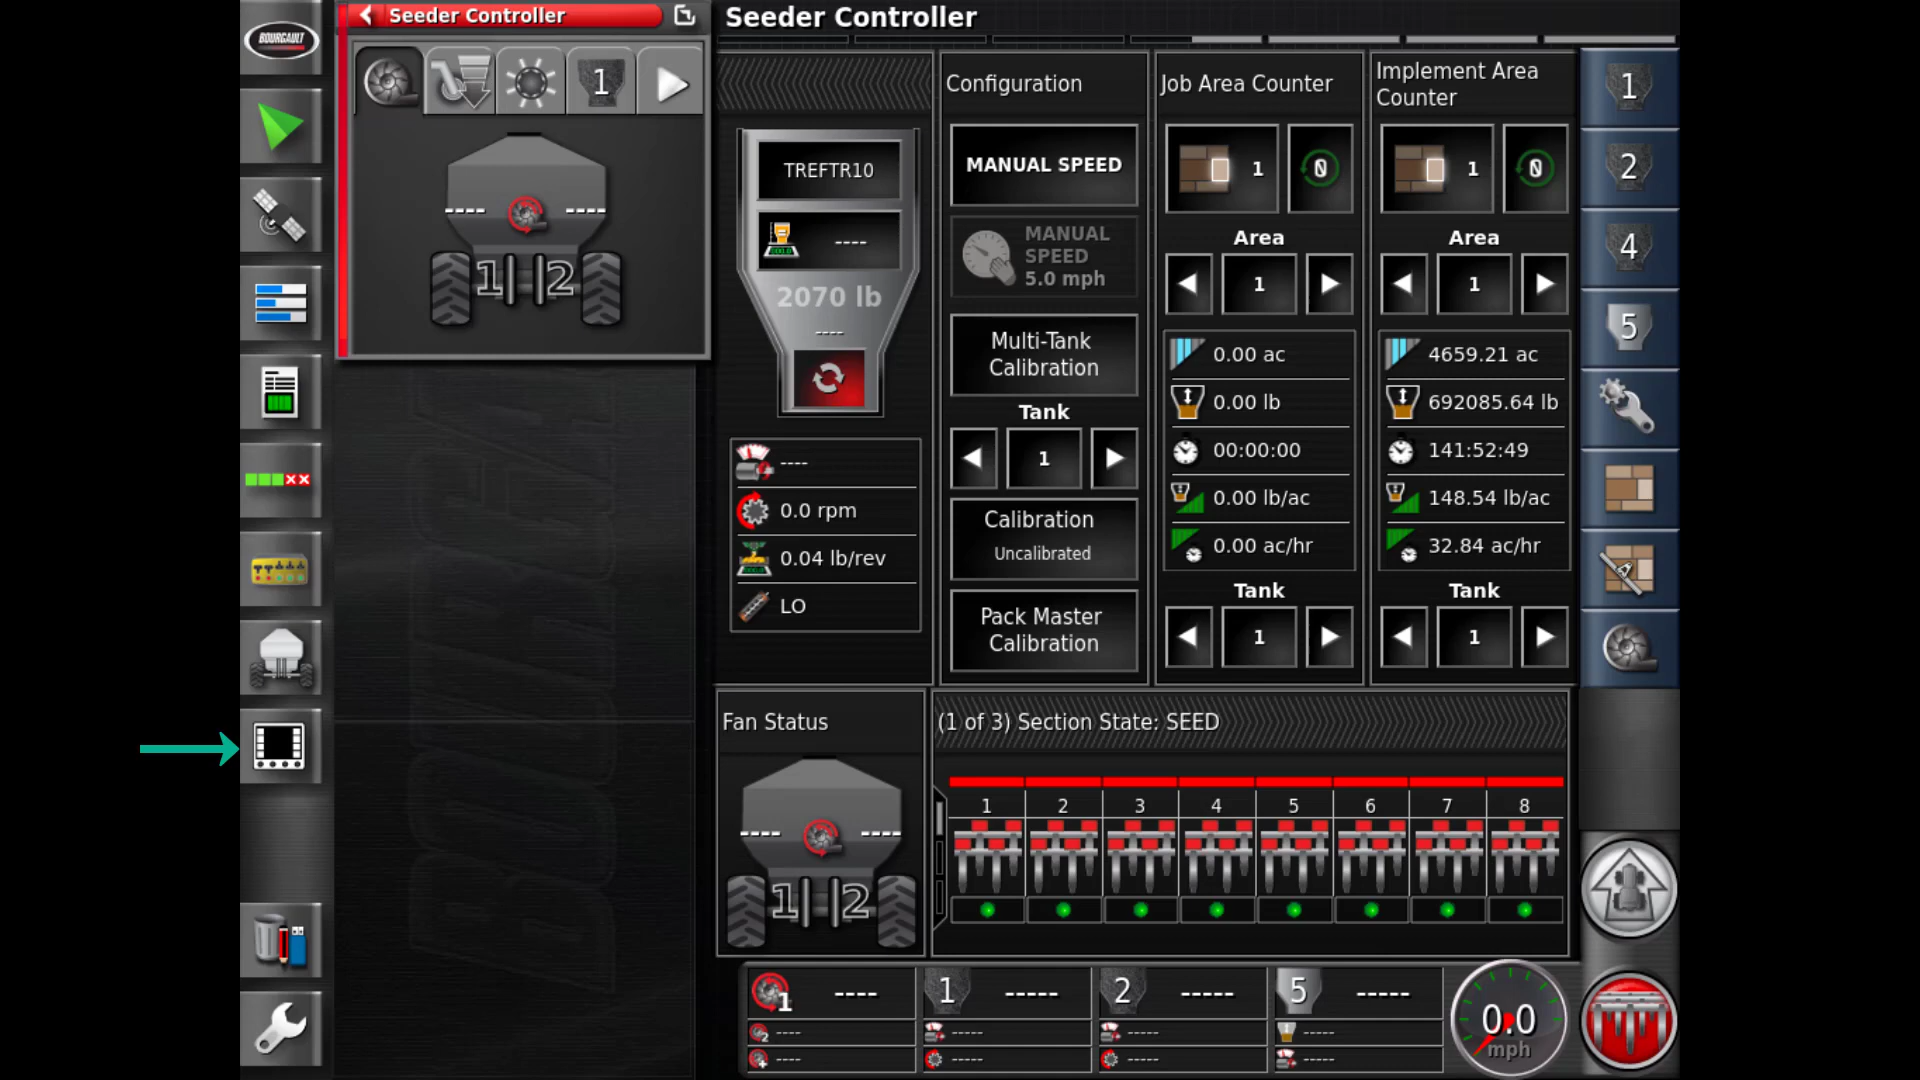 BOURGAULT
Seeder Controller
1
---- ----
1 2
Seeder Controller
TREFTR10
----
2070 lb
----
----
0.0 rpm
0.04 lb/rev
LO
Configuration
MANUAL SPEED
MANUAL
SPEED
5.0 mph
Multi-Tank
Calibration
Tank
1
Calibration
Uncalibrated
Pack Master
Calibration
Job Area Counter
1 0
Area
1
0.00 ac
0.00 lb
00:00:00
0.00 lb/ac
0.00 ac/hr
Tank
1
Implement Area
Counter
1 0
Area
1
4659.21 ac
692085.64 lb
141:52:49
148.54 lb/ac
32.84 ac/hr
Tank
1
1
2
4
5
Fan Status
---- ----
1 2
(1 of 3) Section State: SEED
1 2 3 4 5 6 7 8
1 ----
2 ----
----
1 -----
-----
-----
2 -----
-----
-----
5 -----
-----
-----
0.0
mph